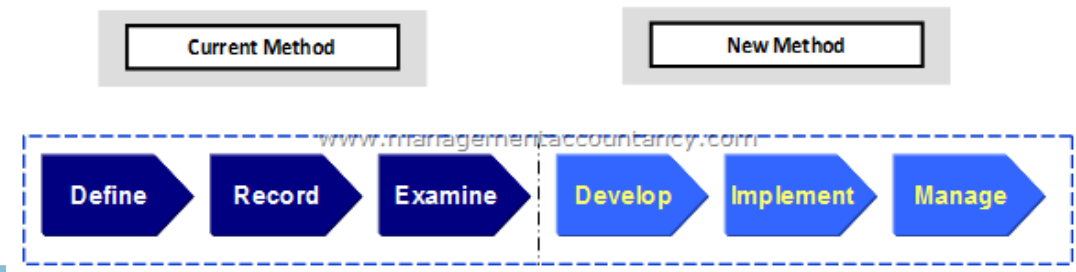 Current Method
New Method
www.managementaccountancy.com
Define
Record
Examine
Develop
Implement
Manage